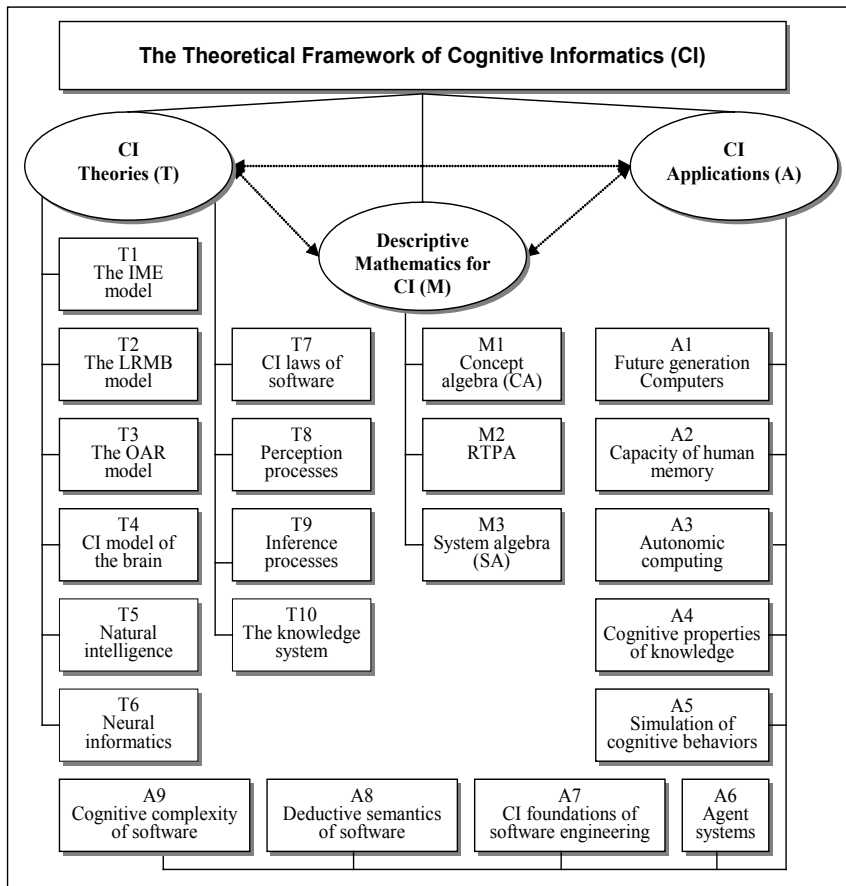 The Theoretical Framework of Cognitive Informatics (CI)
CI
Theories (T)
CI
Applications (A)
Descriptive
Mathematics for
CI (M)
T1
The IME
model
T2
The LRMB
model
T3
The OAR
model
T4
CI model of
the brain
T5
Natural
intelligence
T6
Neural
informatics
T7
CI laws of
software
T8
Perception
processes
T9
Inference
processes
T10
The knowledge
system
M1
Concept
algebra (CA)
M2
RTPA
M3
System algebra
(SA)
A1
Future generation
Computers
A2
Capacity of human
memory
A3
Autonomic
computing
A4
Cognitive properties
of knowledge
A5
Simulation of
cognitive behaviors
A9
Cognitive complexity
of software
A8
Deductive semantics
of software
A7
CI foundations of
software engineering
A6
Agent
systems